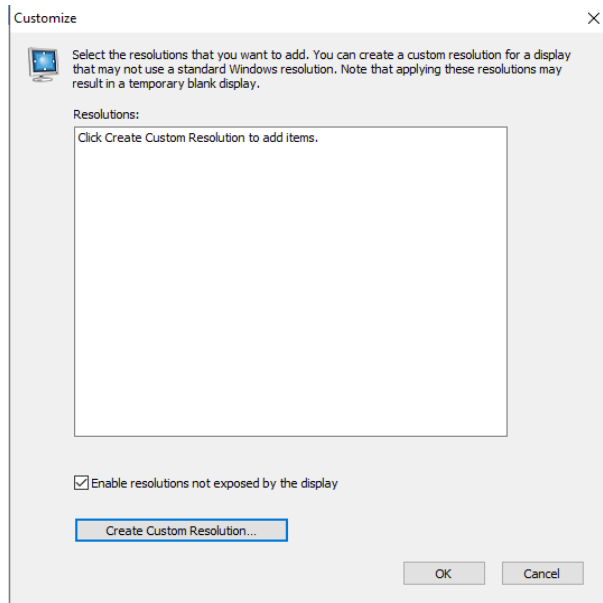 Customize
Select the resolutions that you want to add. You can create a custom resolution for a display
that may not use a standard Windows resolution. Note that applying these resolutions may
result in a temporary blank display.
Resolutions:
Click Create Custom Resolution to add items.
Enable resolutions not exposed by the display
Create Custom Resolution...
OK
Cancel